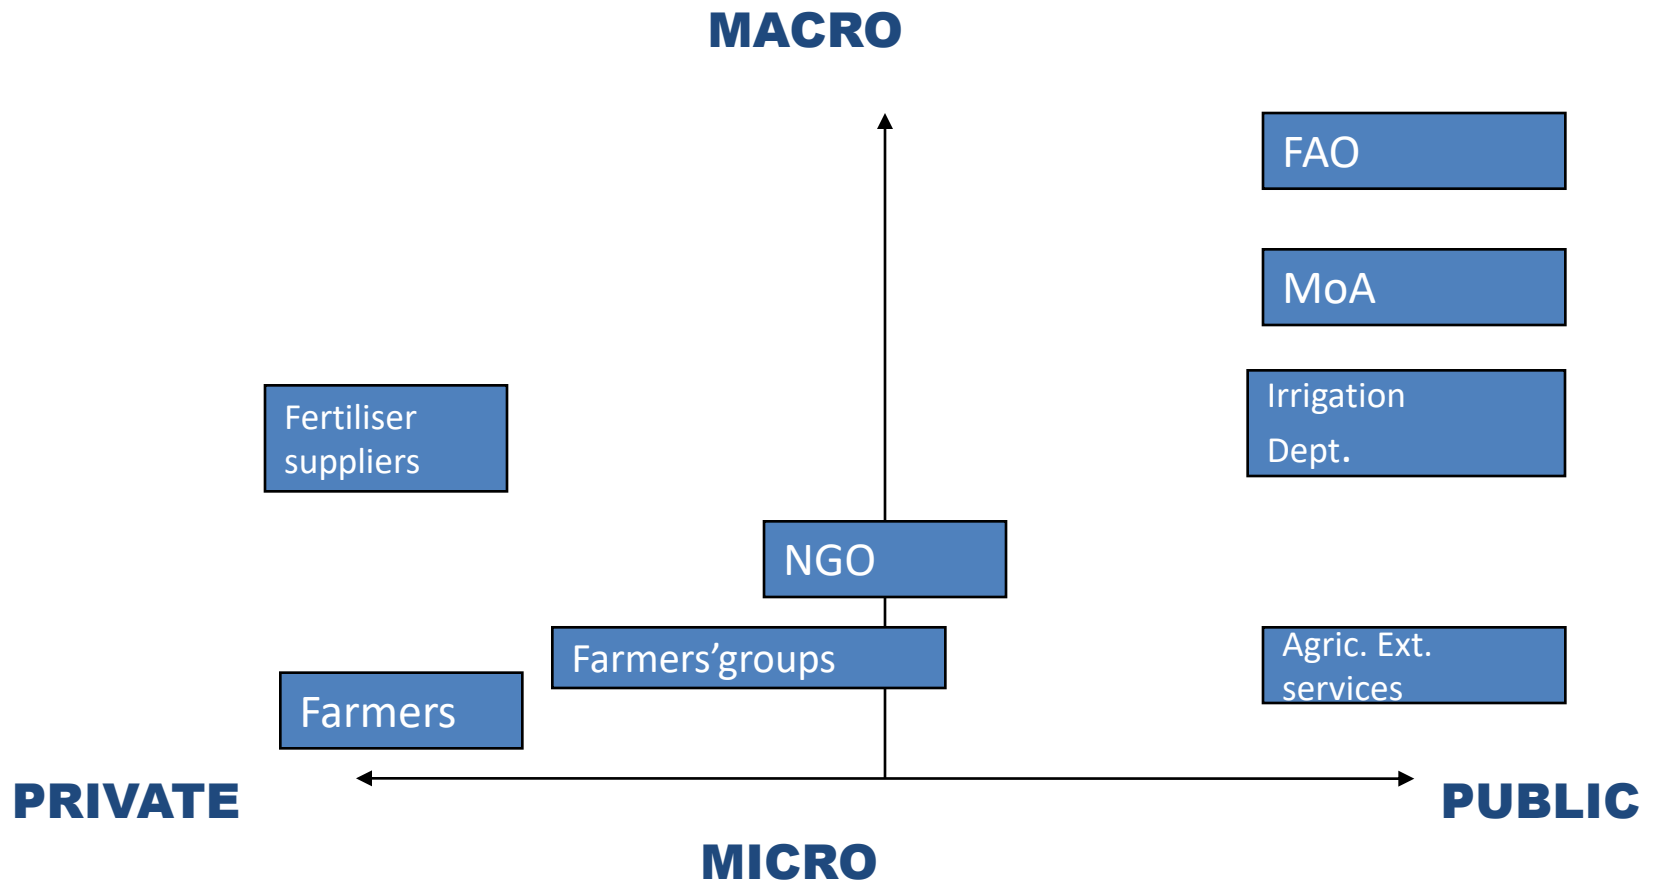 MACRO
FAO
MoA
Irrigation
Dept.
Fertiliser
suppliers
NGO
Farmers’groups
Agric. Ext.
services
Farmers
PRIVATE
PUBLIC
MICRO